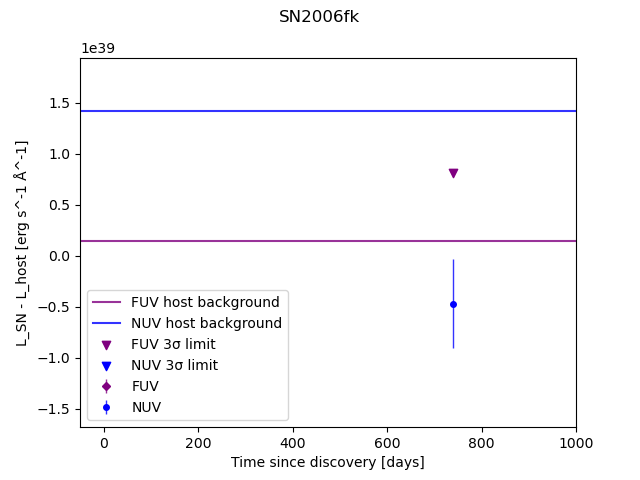 SN2006fk
1e39
L_SN - L_host [erg s^-1 Å^-1]
1.5
1.0
0.5
0.0
−0.5
−1.0
−1.5
FUV host background
NUV host background
FUV 3σ limit
NUV 3σ limit
FUV
NUV
0 200 400 600 800 1000
Time since discovery [days]